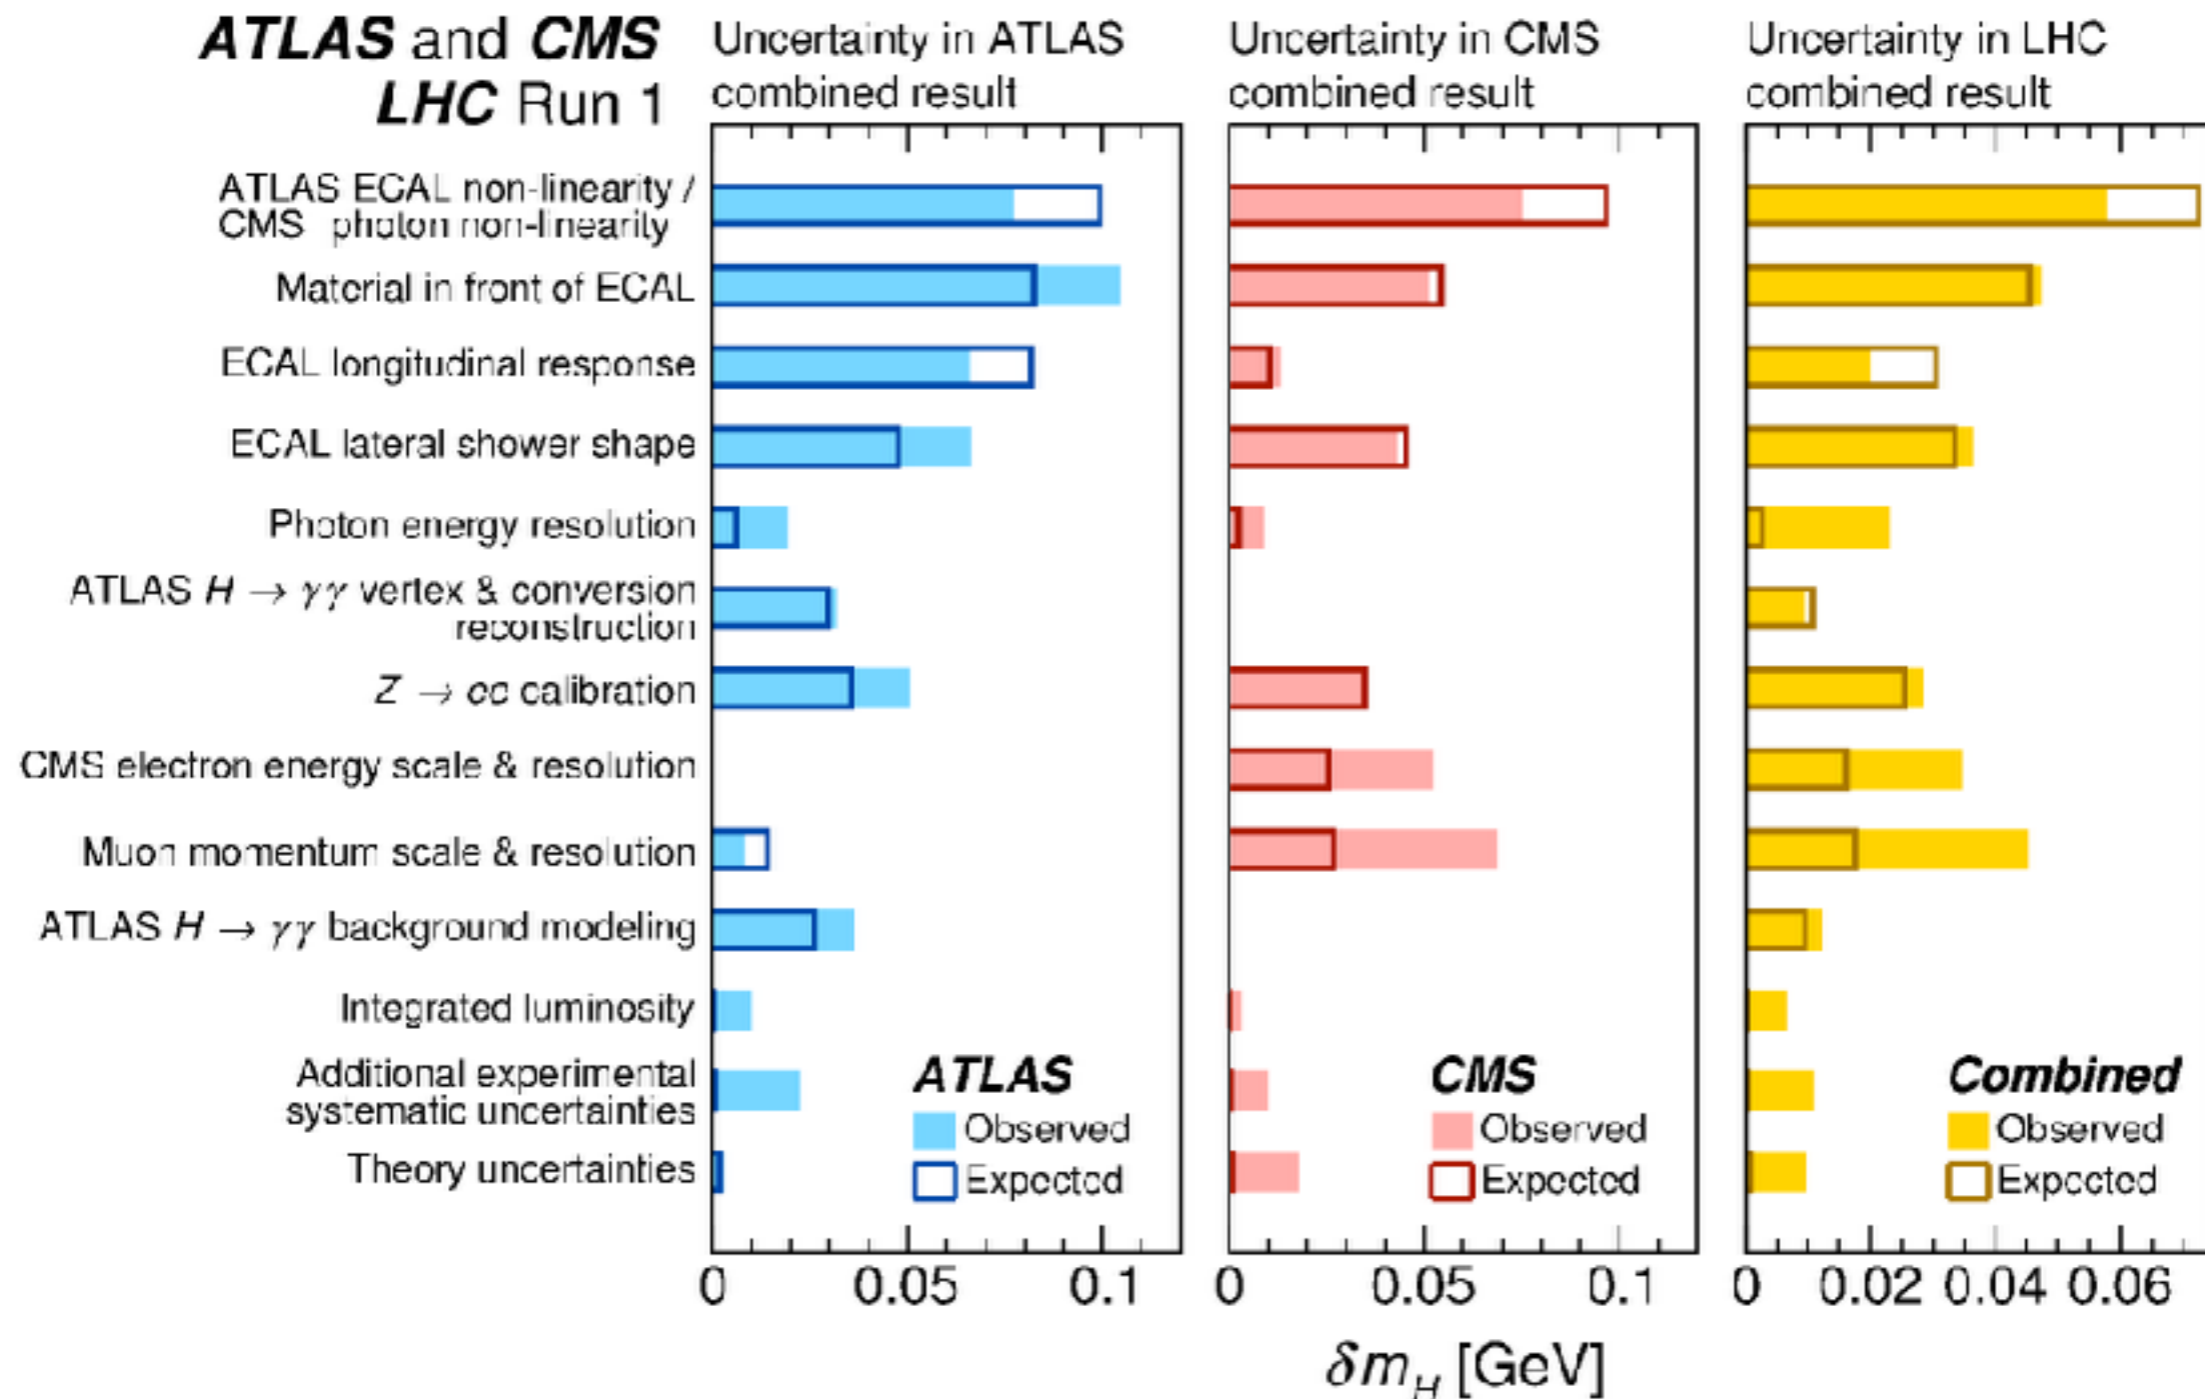 ATLAS and CMS
LHC Run 1
Uncertainty in ATLAS
combined result
Uncertainty in CMS
combined result
Uncertainty in LHC
combined result
ATLAS ECAL non-linearity /
CMS photon non-linearity
Material in front of ECAL
ECAL longitudinal response
ECAL lateral shower shape
Photon energy resolution
ATLAS H → γγ vertex & conversion
reconstruction
Z → ee calibration
CMS electron energy scale & resolution
Muon momentum scale & resolution
ATLAS H → γγ background modeling
Integrated luminosity
Additional experimental
systematic uncertainties
Theory uncertainties
ATLAS
Observed
Expected
CMS
Observed
Expected
Combined
Observed
Expected
0 0.05 0.1
0 0.05 0.1
0 0.02 0.04 0.06
δm_H [GeV]